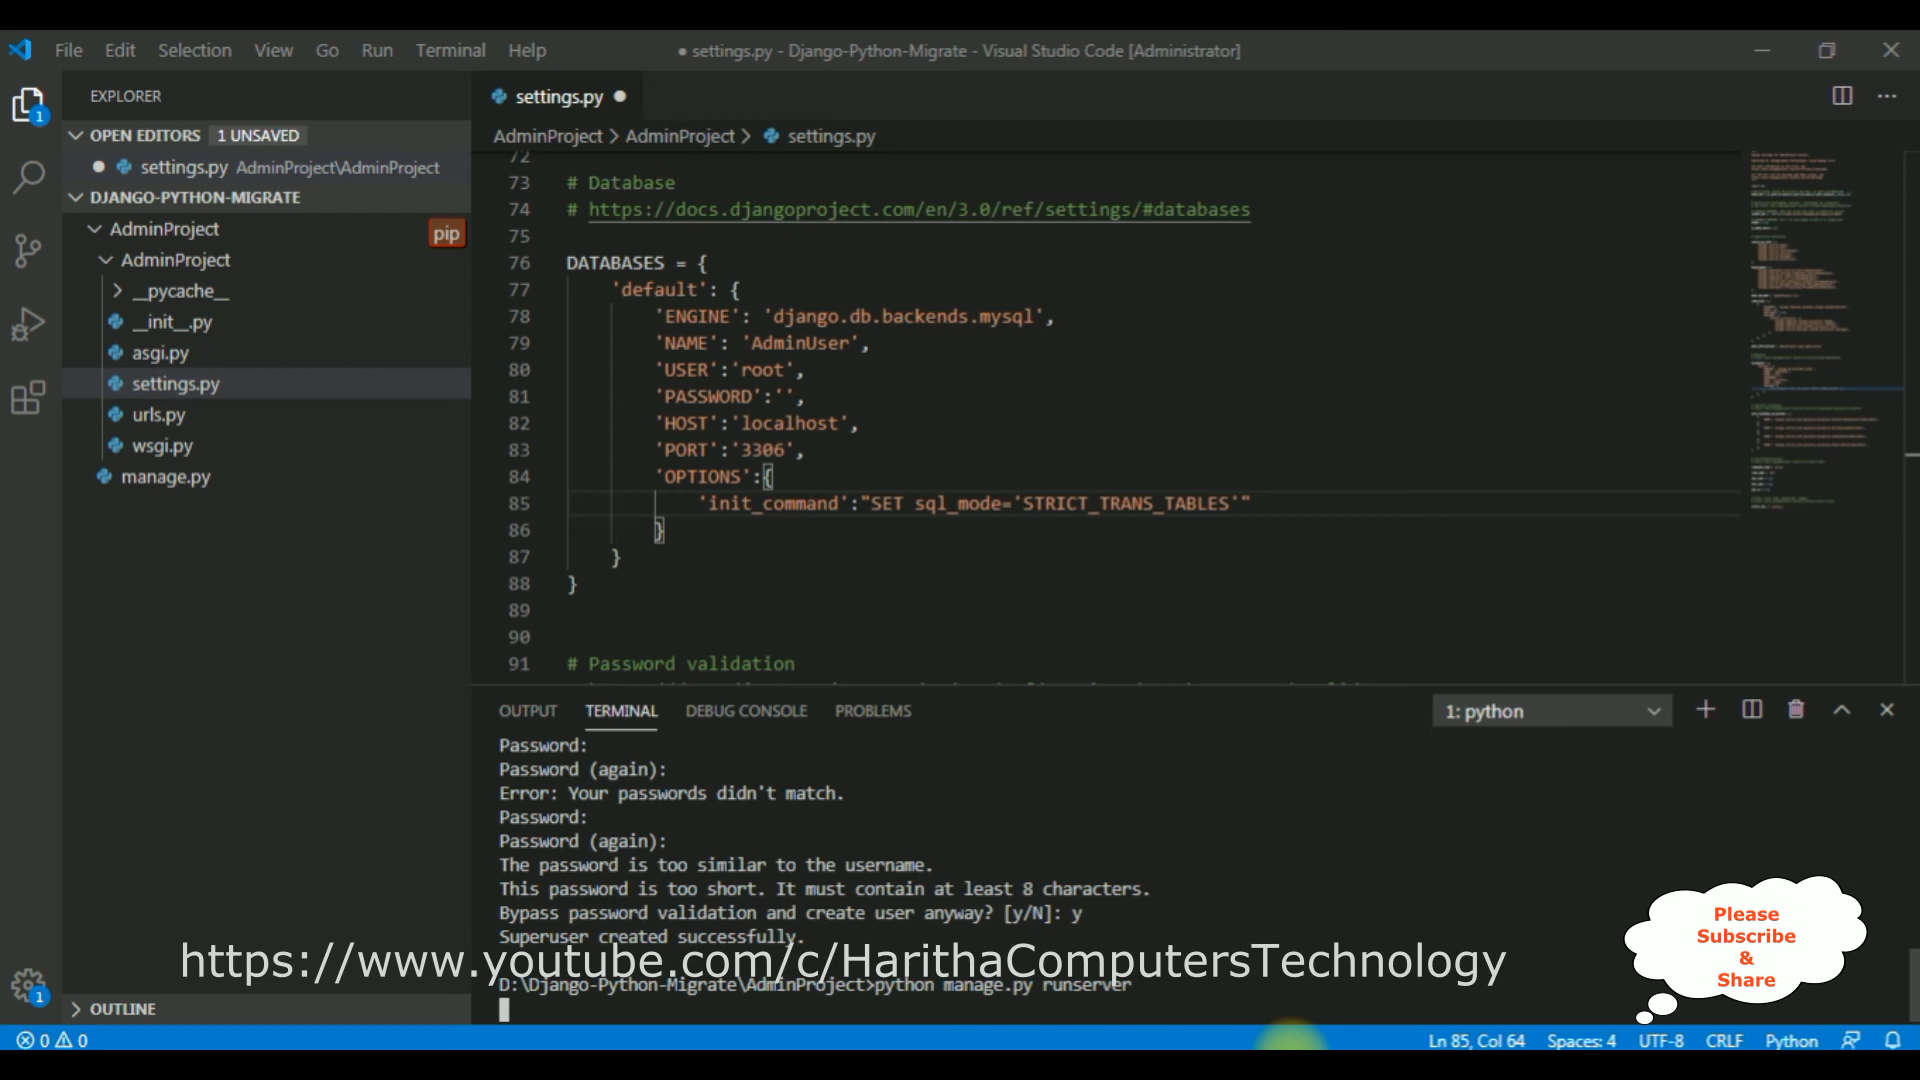 File Edit Selection View Go Run Terminal Help
● settings.py - Django-Python-Migrate - Visual Studio Code [Administrator]
EXPLORER
OPEN EDITORS 1 UNSAVED
settings.py AdminProject\AdminProject
DJANGO-PYTHON-MIGRATE
AdminProject
pip
AdminProject
__pycache__
__init__.py
asgi.py
settings.py
urls.py
wsgi.py
manage.py
OUTLINE
1
1
settings.py
AdminProject > AdminProject > settings.py
72
73 # Database
74 # https://docs.djangoproject.com/en/3.0/ref/settings/#databases
75
76 DATABASES = {
77 'default': {
78 'ENGINE': 'django.db.backends.mysql',
79 'NAME': 'AdminUser',
80 'USER':'root',
81 'PASSWORD':'',
82 'HOST':'localhost',
83 'PORT':'3306',
84 'OPTIONS':{
85 'init_command':"SET sql_mode='STRICT_TRANS_TABLES'"
86 }
87 }
88 }
89
90
91 # Password validation
OUTPUT TERMINAL DEBUG CONSOLE PROBLEMS
1: python
Password:
Password (again):
Error: Your passwords didn't match.
Password:
Password (again):
The password is too similar to the username.
This password is too short. It must contain at least 8 characters.
Bypass password validation and create user anyway? [y/N]: y
Superuser created successfully.
https://www.youtube.com/c/HarithaComputersTechnology
D:\Django-Python-Migrate\AdminProject>python manage.py runserver
Please
Subscribe
&
Share
0 0
Ln 85, Col 64 Spaces: 4 UTF-8 CRLF Python